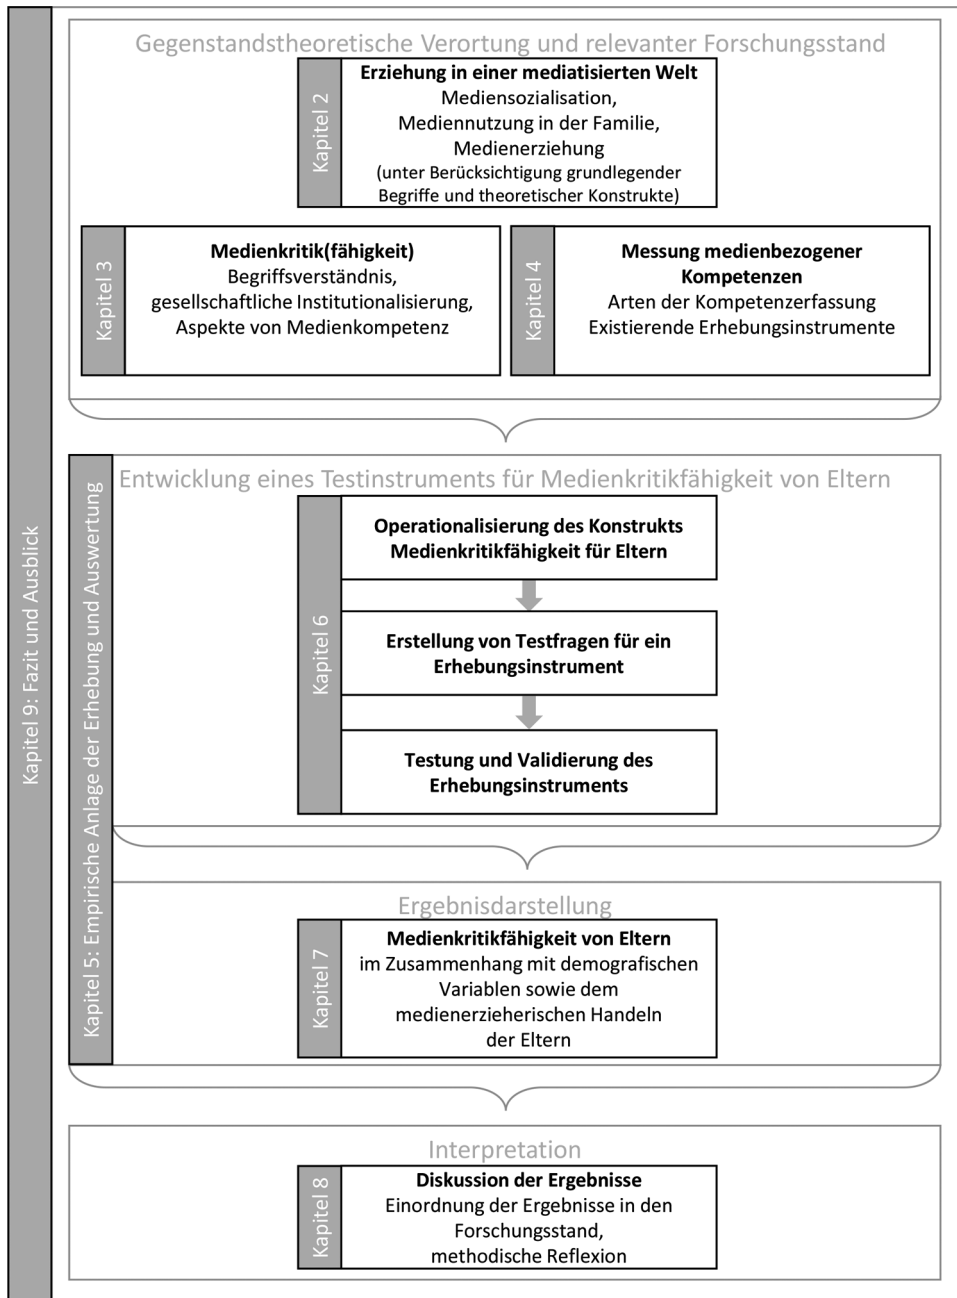 Kapitel 9: Fazit und Ausblick
Gegenstandstheoretische Verortung und relevanter Forschungsstand
Kapitel 2
Erziehung in einer mediatisierten Welt
Mediensozialisation,
Mediennutzung in der Familie,
Medienerziehung
(unter Berücksichtigung grundlegender
Begriffe und theoretischer Konstrukte)
Kapitel 3
Medienkritik(fähigkeit)
Begriffsverständnis,
gesellschaftliche Institutionalisierung,
Aspekte von Medienkompetenz
Kapitel 4
Messung medienbezogener
Kompetenzen
Arten der Kompetenzerfassung
Existierende Erhebungsinstrumente
Kapitel 5: Empirische Anlage der Erhebung und Auswertung
Entwicklung eines Testinstruments für Medienkritikfähigkeit von Eltern
Kapitel 6
Operationalisierung des Konstrukts
Medienkritikfähigkeit für Eltern
Erstellung von Testfragen für ein
Erhebungsinstrument
Testung und Validierung des
Erhebungsinstruments
Ergebnisdarstellung
Kapitel 7
Medienkritikfähigkeit von Eltern
im Zusammenhang mit demografischen
Variablen sowie dem
medienerzieherischen Handeln
der Eltern
Interpretation
Kapitel 8
Diskussion der Ergebnisse
Einordnung der Ergebnisse in den
Forschungsstand,
methodische Reflexion